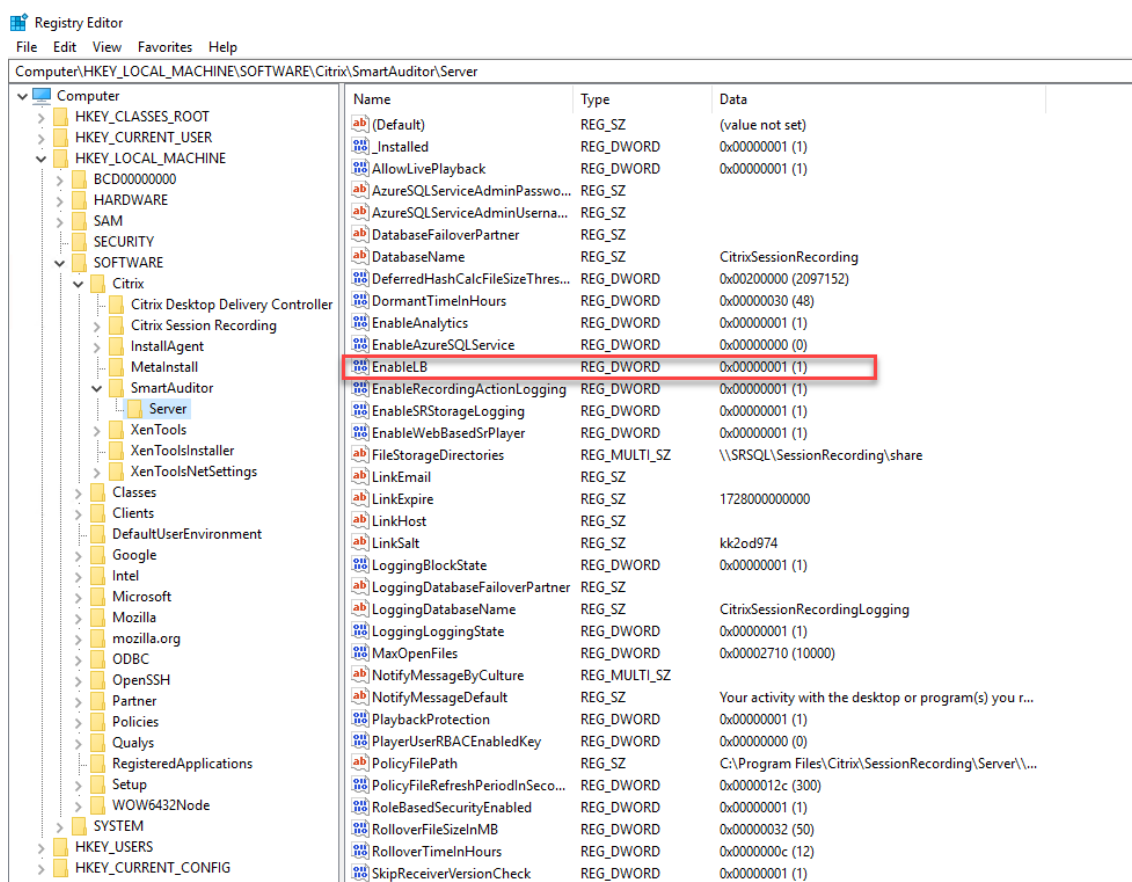 Registry Editor
File Edit View Favorites Help
Computer\HKEY_LOCAL_MACHINE\SOFTWARE\Citrix\SmartAuditor\Server
Computer
HKEY_CLASSES_ROOT
HKEY_CURRENT_USER
HKEY_LOCAL_MACHINE
BCD00000000
HARDWARE
SAM
SECURITY
SOFTWARE
Citrix
Citrix Desktop Delivery Controller
Citrix Session Recording
InstallAgent
MetaInstall
SmartAuditor
Server
XenTools
XenToolsInstaller
XenToolsNetSettings
Classes
Clients
DefaultUserEnvironment
Google
Intel
Microsoft
Mozilla
mozilla.org
ODBC
OpenSSH
Partner
Policies
Qualys
RegisteredApplications
Setup
WOW6432Node
SYSTEM
HKEY_USERS
HKEY_CURRENT_CONFIG
Name Type Data
(Default) REG_SZ (value not set)
_Installed REG_DWORD 0x00000001 (1)
AllowLivePlayback REG_DWORD 0x00000001 (1)
AzureSQLServiceAdminPasswo... REG_SZ
AzureSQLServiceAdminUserna... REG_SZ
DatabaseFailoverPartner REG_SZ
DatabaseName REG_SZ CitrixSessionRecording
DeferredHashCalcFileSizeThres... REG_DWORD 0x00200000 (2097152)
DormantTimeInHours REG_DWORD 0x00000030 (48)
EnableAnalytics REG_DWORD 0x00000001 (1)
EnableAzureSQLService REG_DWORD 0x00000000 (0)
EnableLB REG_DWORD 0x00000001 (1)
EnableRecordingActionLogging REG_DWORD 0x00000001 (1)
EnableSRStorageLogging REG_DWORD 0x00000001 (1)
EnableWebBasedSrPlayer REG_DWORD 0x00000001 (1)
FileStorageDirectories REG_MULTI_SZ \\SRSQL\SessionRecording\share
LinkEmail REG_SZ
LinkExpire REG_SZ 1728000000000
LinkHost REG_SZ
LinkSalt REG_SZ kk2od974
LoggingBlockState REG_DWORD 0x00000001 (1)
LoggingDatabaseFailoverPartner REG_SZ
LoggingDatabaseName REG_SZ CitrixSessionRecordingLogging
LoggingLoggingState REG_DWORD 0x00000001 (1)
MaxOpenFiles REG_DWORD 0x00002710 (10000)
NotifyMessageByCulture REG_MULTI_SZ
NotifyMessageDefault REG_SZ Your activity with the desktop or program(s) you r...
PlaybackProtection REG_DWORD 0x00000001 (1)
PlayerUserRBACEnabledKey REG_DWORD 0x00000000 (0)
PolicyFilePath REG_SZ C:\Program Files\Citrix\SessionRecording\Server\\...
PolicyFileRefreshPeriodInSeco... REG_DWORD 0x0000012c (300)
RoleBasedSecurityEnabled REG_DWORD 0x00000001 (1)
RolloverFileSizeInMB REG_DWORD 0x00000032 (50)
RolloverTimeInHours REG_DWORD 0x0000000c (12)
SkipReceiverVersionCheck REG_DWORD 0x00000001 (1)